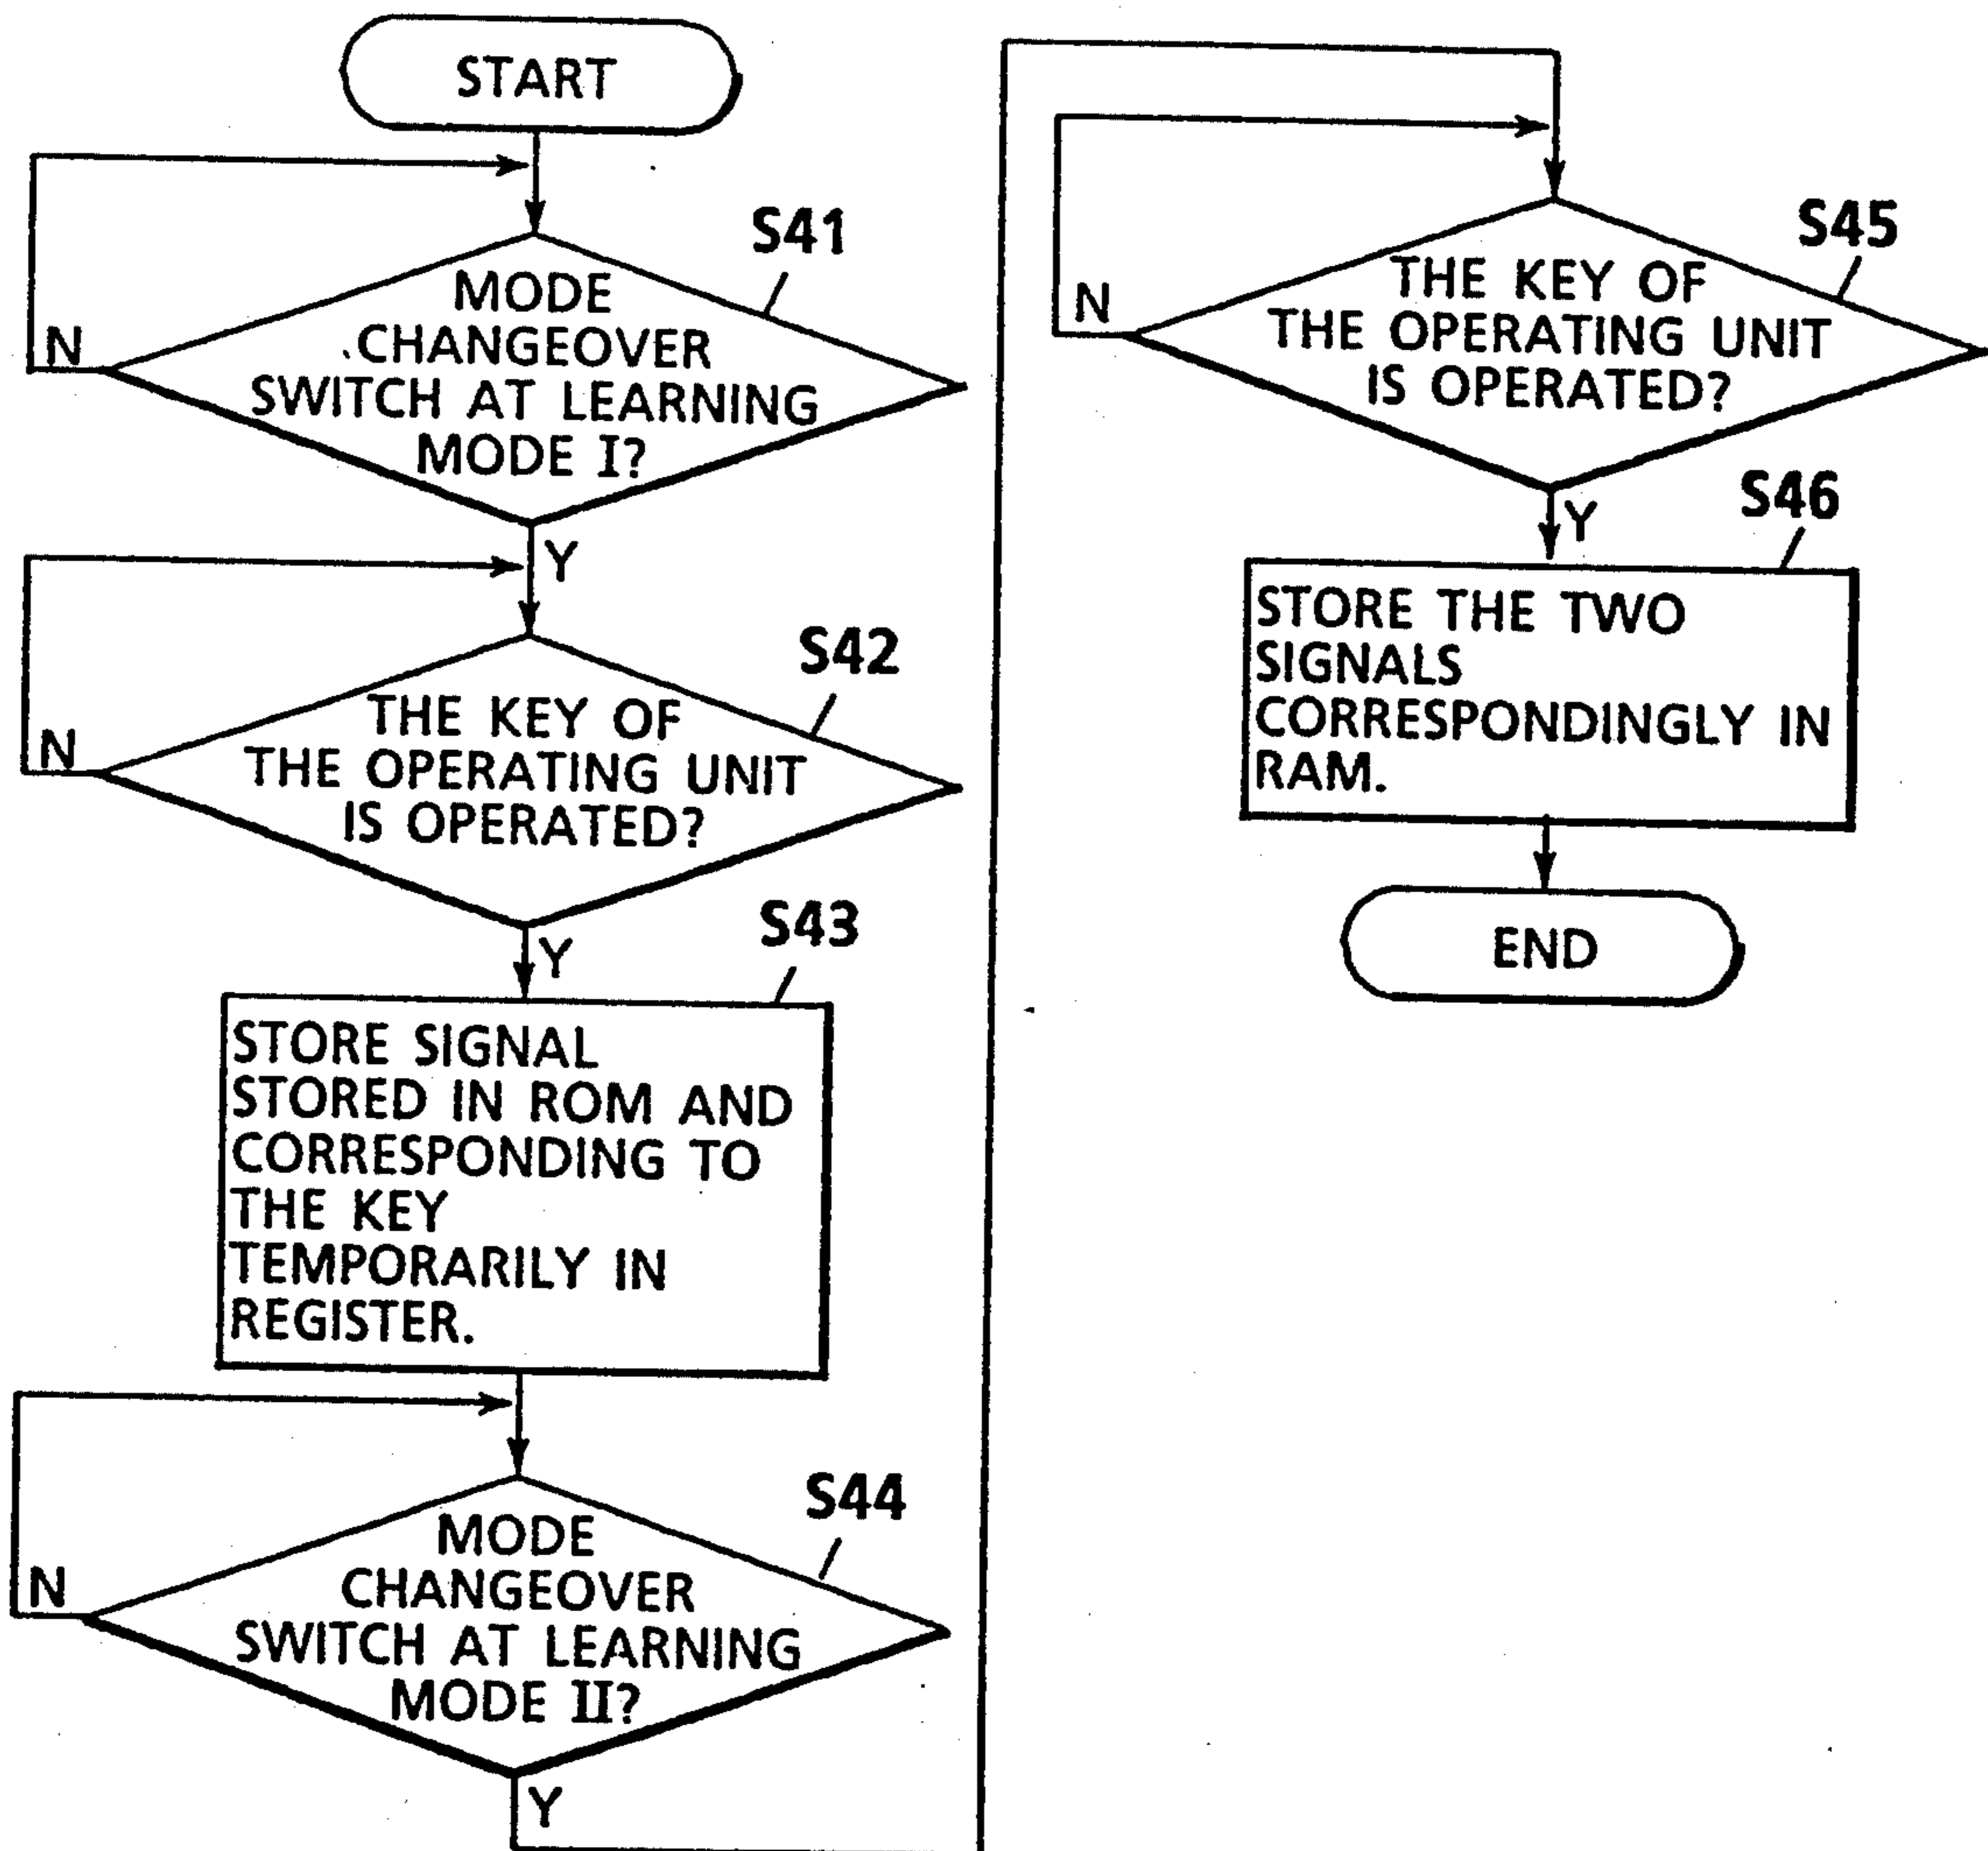 START
S41
MODE
CHANGEOVER
SWITCH AT LEARNING
MODE I?
N
Y
S42
THE KEY OF
THE OPERATING UNIT
IS OPERATED?
N
Y
S43
STORE SIGNAL
STORED IN ROM AND
CORRESPONDING TO
THE KEY
TEMPORARILY IN
REGISTER.
S44
MODE
CHANGEOVER
SWITCH AT LEARNING
MODE II?
N
Y
S45
THE KEY OF
THE OPERATING UNIT
IS OPERATED?
N
Y
S46
STORE THE TWO
SIGNALS
CORRESPONDINGLY IN
RAM.
END